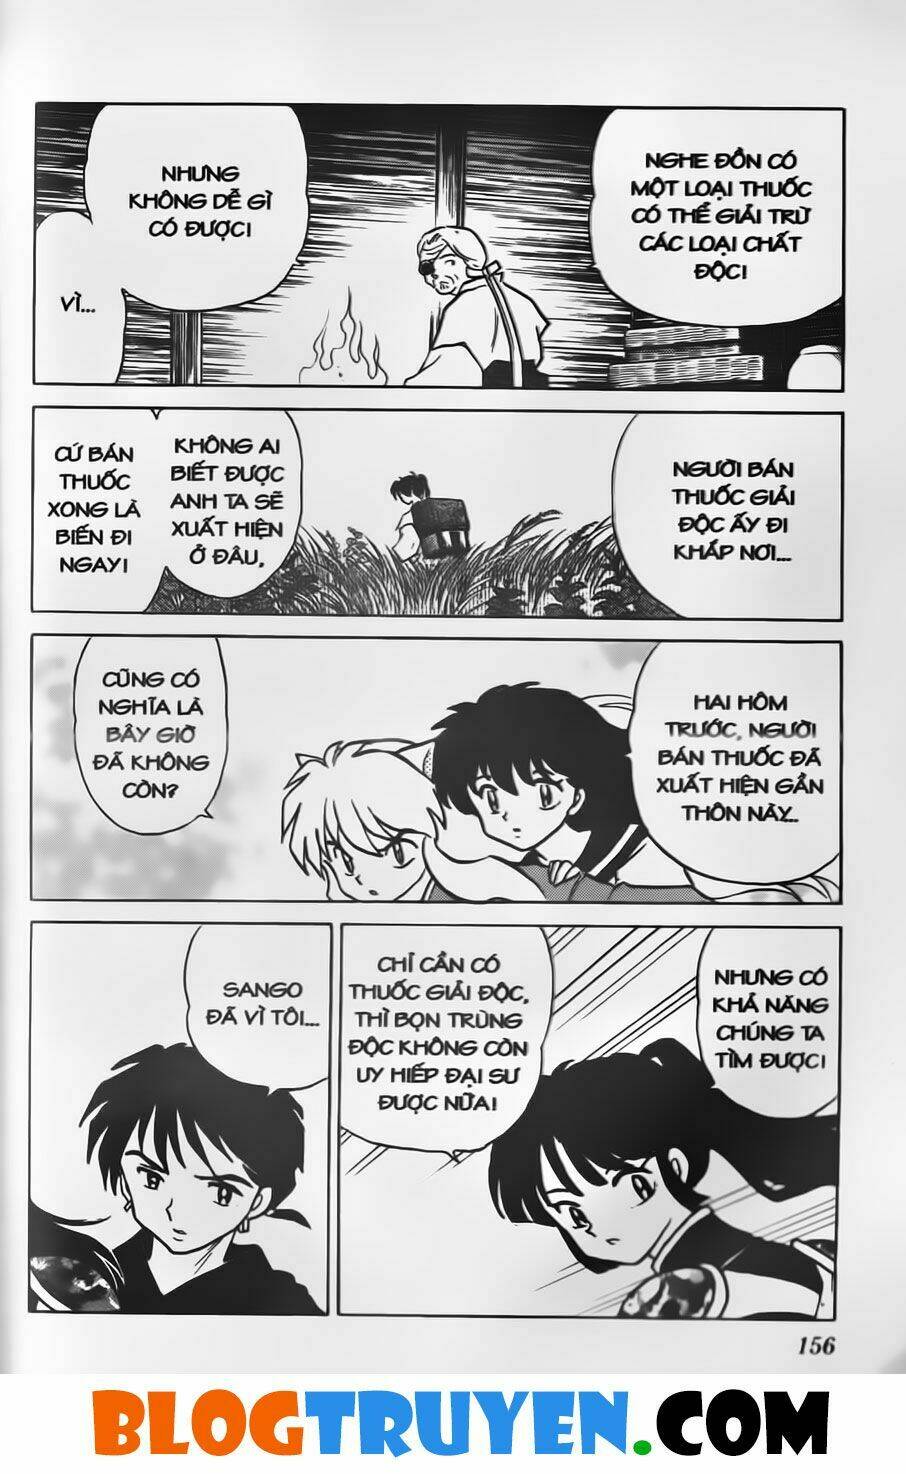 NGHE ĐỒN CÓ
MỘT LOẠI THUỐC
CÓ THỂ GIẢI TRỪ
CÁC LOẠI CHẤT
ĐỘC!
NHƯNG
KHÔNG DỄ GÌ
CÓ ĐƯỢC!
VÌ...
NGƯỜI BÁN
THUỐC GIẢI
ĐỘC ẤY ĐI
KHẮP NƠI...
KHÔNG AI
BIẾT ĐƯỢC
ANH TA SẼ
XUẤT HIỆN
Ở ĐÂU,
CỨ BÁN
THUỐC
XONG LÀ
BIẾN ĐI
NGAY!
HAI HÔM
TRƯỚC, NGƯỜI
BÁN THUỐC ĐÃ
XUẤT HIỆN GẦN
THÔN NÀY...
CŨNG CÓ
NGHĨA LÀ
BÂY GIỜ
ĐÃ KHÔNG
CÒN?
NHƯNG CÓ
KHẢ NĂNG
CHÚNG TA
TÌM ĐƯỢC!
CHỈ CẦN CÓ
THUỐC GIẢI ĐỘC,
THÌ BỌN TRÙNG
ĐỘC KHÔNG CÒN
UY HIẾP ĐẠI SƯ
ĐƯỢC NỮA!
SANGO
ĐÃ VÌ TÔI...
156
BLOGTRUYEN.COM